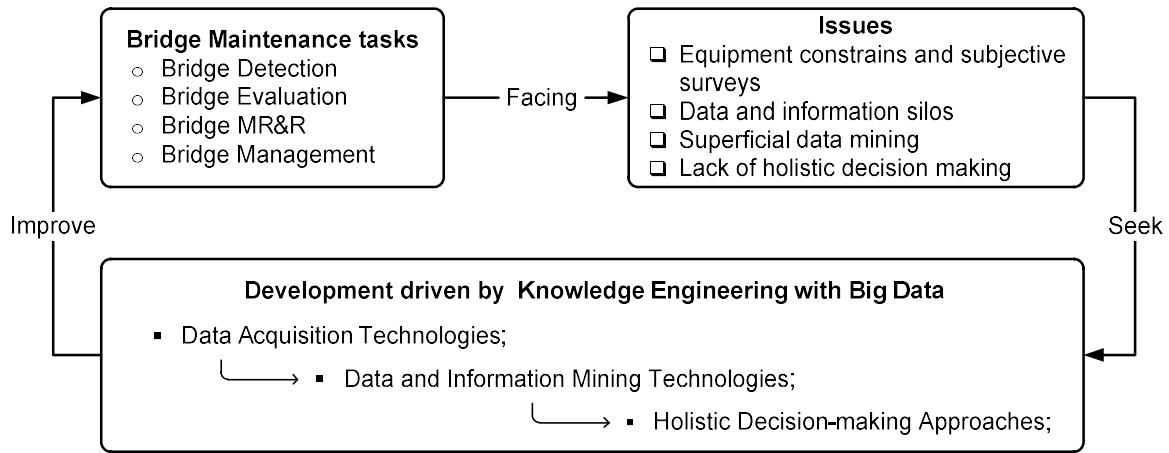 Bridge Maintenance tasks
○ Bridge Detection
○ Bridge Evaluation
○ Bridge MR&R
○ Bridge Management
Facing
Issues
❑ Equipment constrains and subjective
surveys
❑ Data and information silos
❑ Superficial data mining
❑ Lack of holistic decision making
Improve
Seek
Development driven by Knowledge Engineering with Big Data
▪ Data Acquisition Technologies;
▪ Data and Information Mining Technologies;
▪ Holistic Decision-making Approaches;